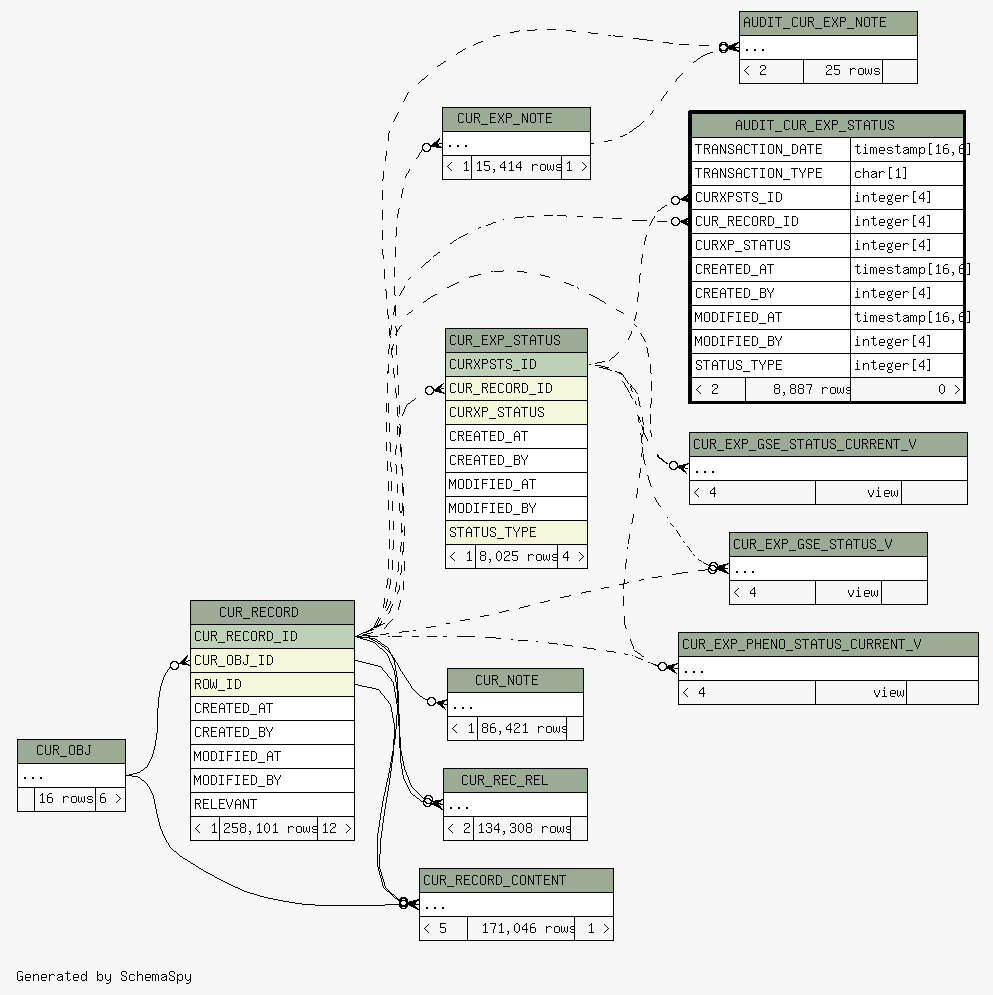 AUDIT_CUR_EXP_NOTE
...
< 2 25 rows
CUR_EXP_NOTE
...
< 1 15,414 rows 1 >
AUDIT_CUR_EXP_STATUS
TRANSACTION_DATE timestamp[16,6]
TRANSACTION_TYPE char[1]
CURXPSTS_ID integer[4]
CUR_RECORD_ID integer[4]
CURXP_STATUS integer[4]
CREATED_AT timestamp[16,6]
CREATED_BY integer[4]
MODIFIED_AT timestamp[16,6]
MODIFIED_BY integer[4]
STATUS_TYPE integer[4]
< 2 8,887 rows 0 >
CUR_EXP_STATUS
CURXPSTS_ID
CUR_RECORD_ID
CURXP_STATUS
CREATED_AT
CREATED_BY
MODIFIED_AT
MODIFIED_BY
STATUS_TYPE
< 1 8,025 rows 4 >
CUR_EXP_GSE_STATUS_CURRENT_V
...
< 4 view
CUR_EXP_GSE_STATUS_V
...
< 4 view
CUR_RECORD
CUR_RECORD_ID
CUR_OBJ_ID
ROW_ID
CREATED_AT
CREATED_BY
MODIFIED_AT
MODIFIED_BY
RELEVANT
< 1 258,101 rows 12 >
CUR_EXP_PHENO_STATUS_CURRENT_V
...
< 4 view
CUR_NOTE
...
< 1 86,421 rows
CUR_OBJ
...
16 rows 6 >
CUR_REC_REL
...
< 2 134,308 rows
CUR_RECORD_CONTENT
...
< 5 171,046 rows 1 >
Generated by SchemaSpy